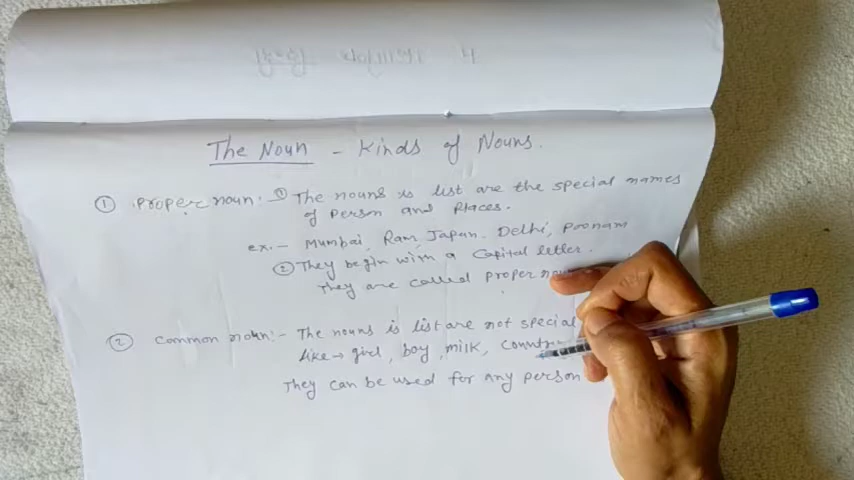 The Noun - Kinds of Nouns.
① Proper noun:- ① The nouns is list are the special names
of person and places.
ex:- Mumbai, Ram, Japan. Delhi, Poonam
② They begin with a Capital letter.
They are called proper
② Common noun:- The nouns is list are not special
like → girl, boy, milk,
They can be used for any person